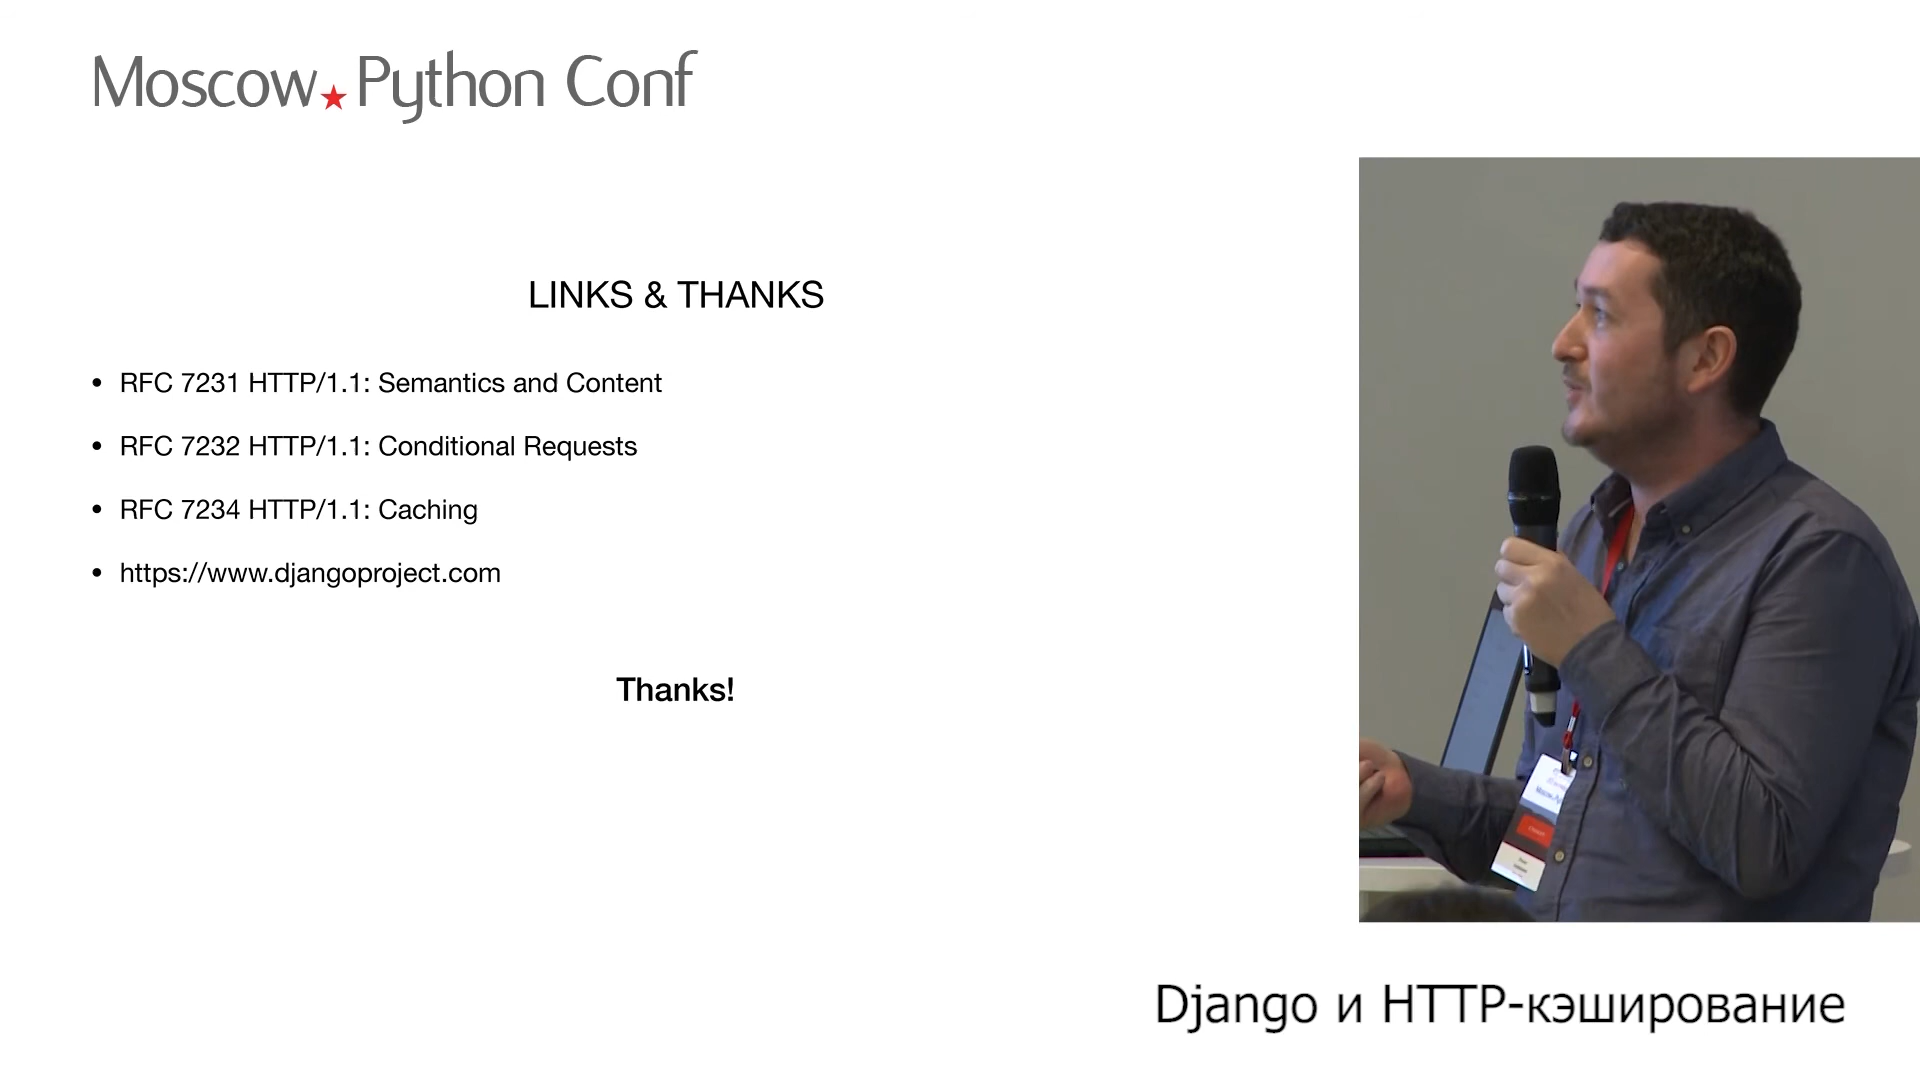 Moscow Python Conf
LINKS & THANKS
• RFC 7231 HTTP/1.1: Semantics and Content
• RFC 7232 HTTP/1.1: Conditional Requests
• RFC 7234 HTTP/1.1: Caching
• https://www.djangoproject.com
Thanks!
Django и HTTP-кэширование